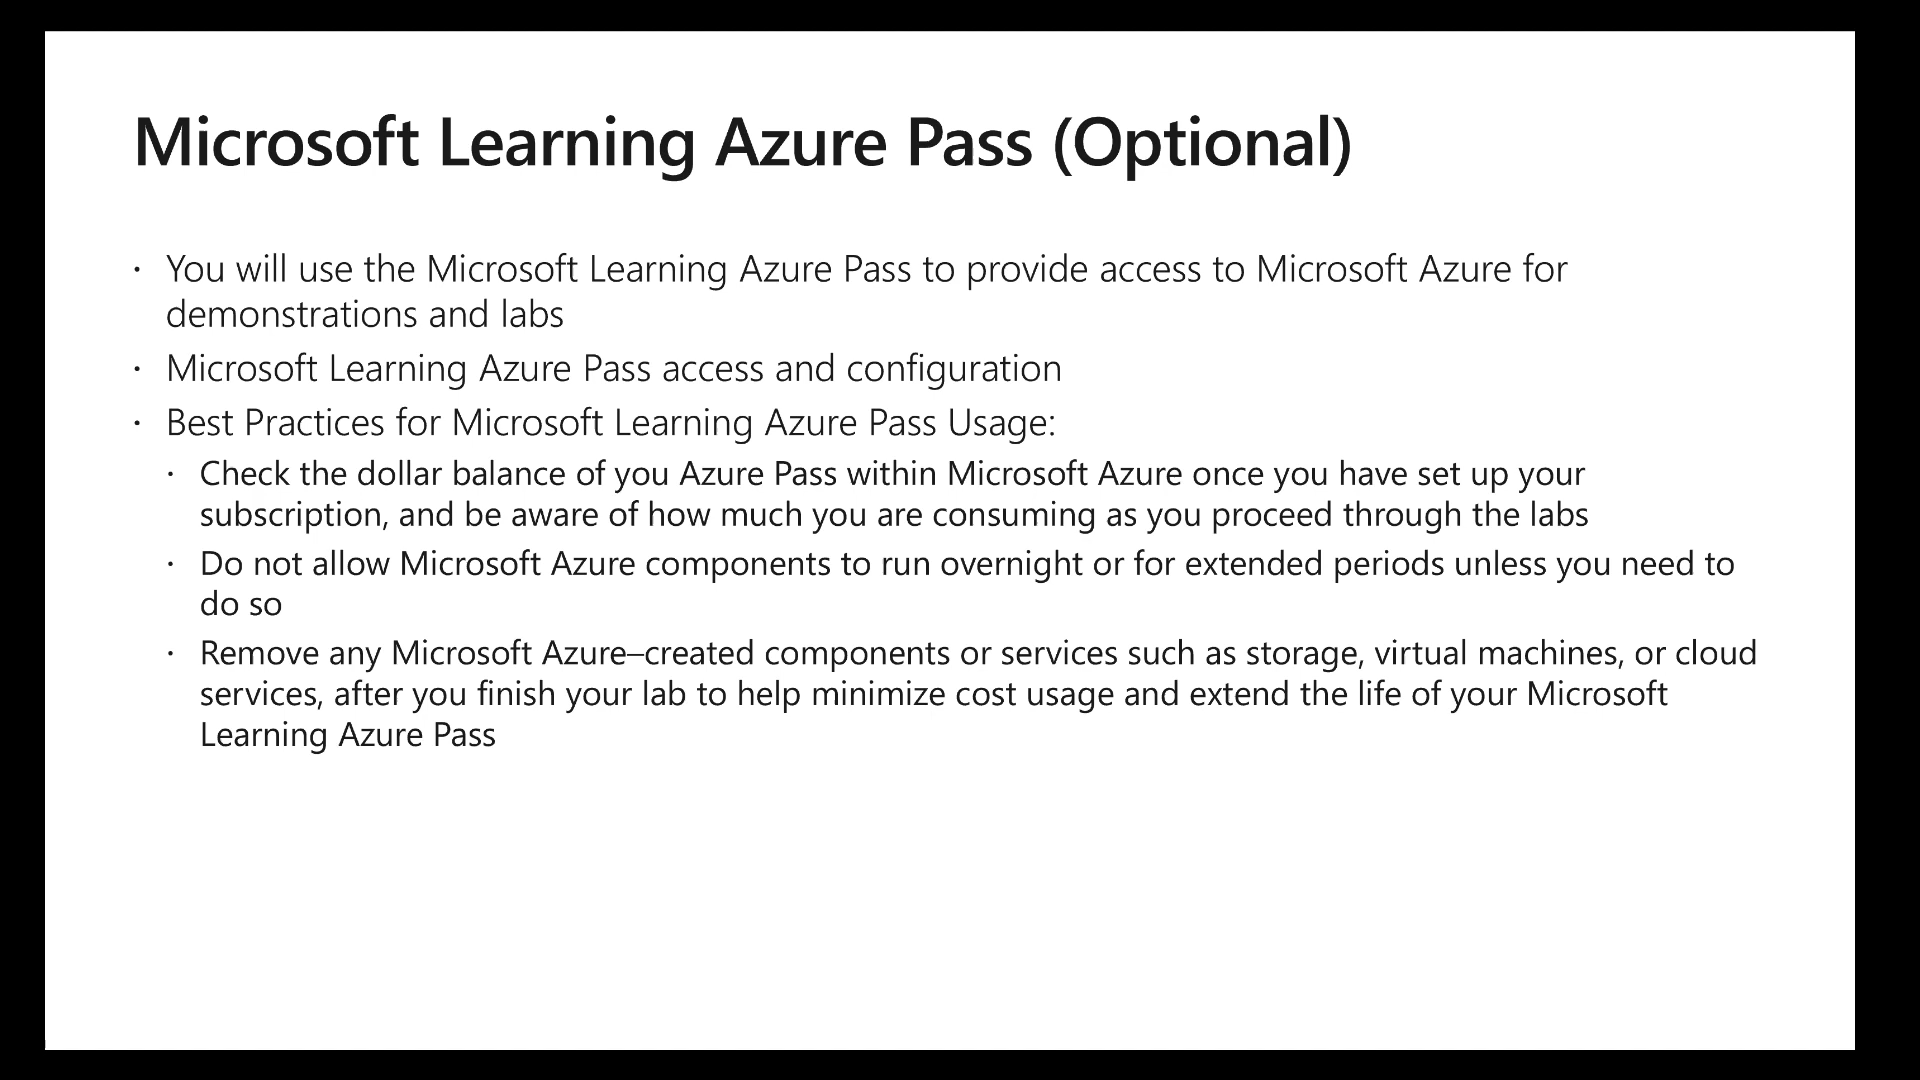 Microsoft Learning Azure Pass (Optional)
· You will use the Microsoft Learning Azure Pass to provide access to Microsoft Azure for
demonstrations and labs
· Microsoft Learning Azure Pass access and configuration
· Best Practices for Microsoft Learning Azure Pass Usage:
· Check the dollar balance of you Azure Pass within Microsoft Azure once you have set up your
subscription, and be aware of how much you are consuming as you proceed through the labs
· Do not allow Microsoft Azure components to run overnight or for extended periods unless you need to
do so
· Remove any Microsoft Azure–created components or services such as storage, virtual machines, or cloud
services, after you finish your lab to help minimize cost usage and extend the life of your Microsoft
Learning Azure Pass